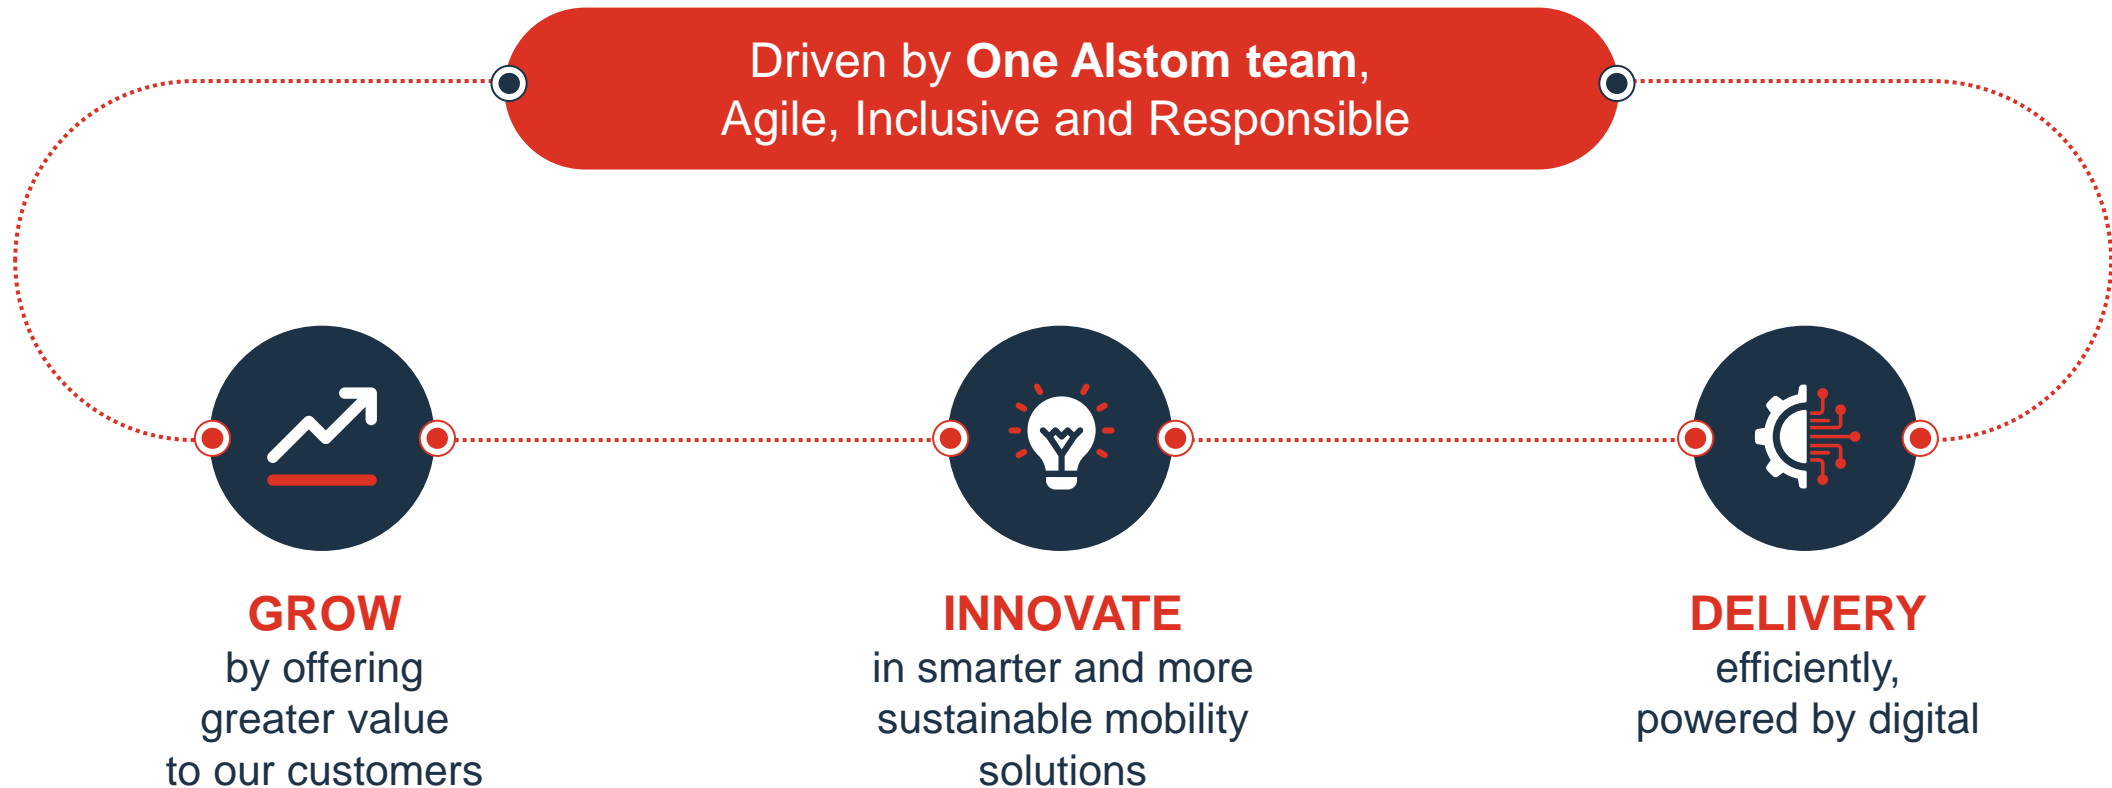 Driven by One Alstom team,
Agile, Inclusive and Responsible
GROW
by offering
greater value
to our customers
INNOVATE
in smarter and more
sustainable mobility
solutions
DELIVERY
efficiently,
powered by digital